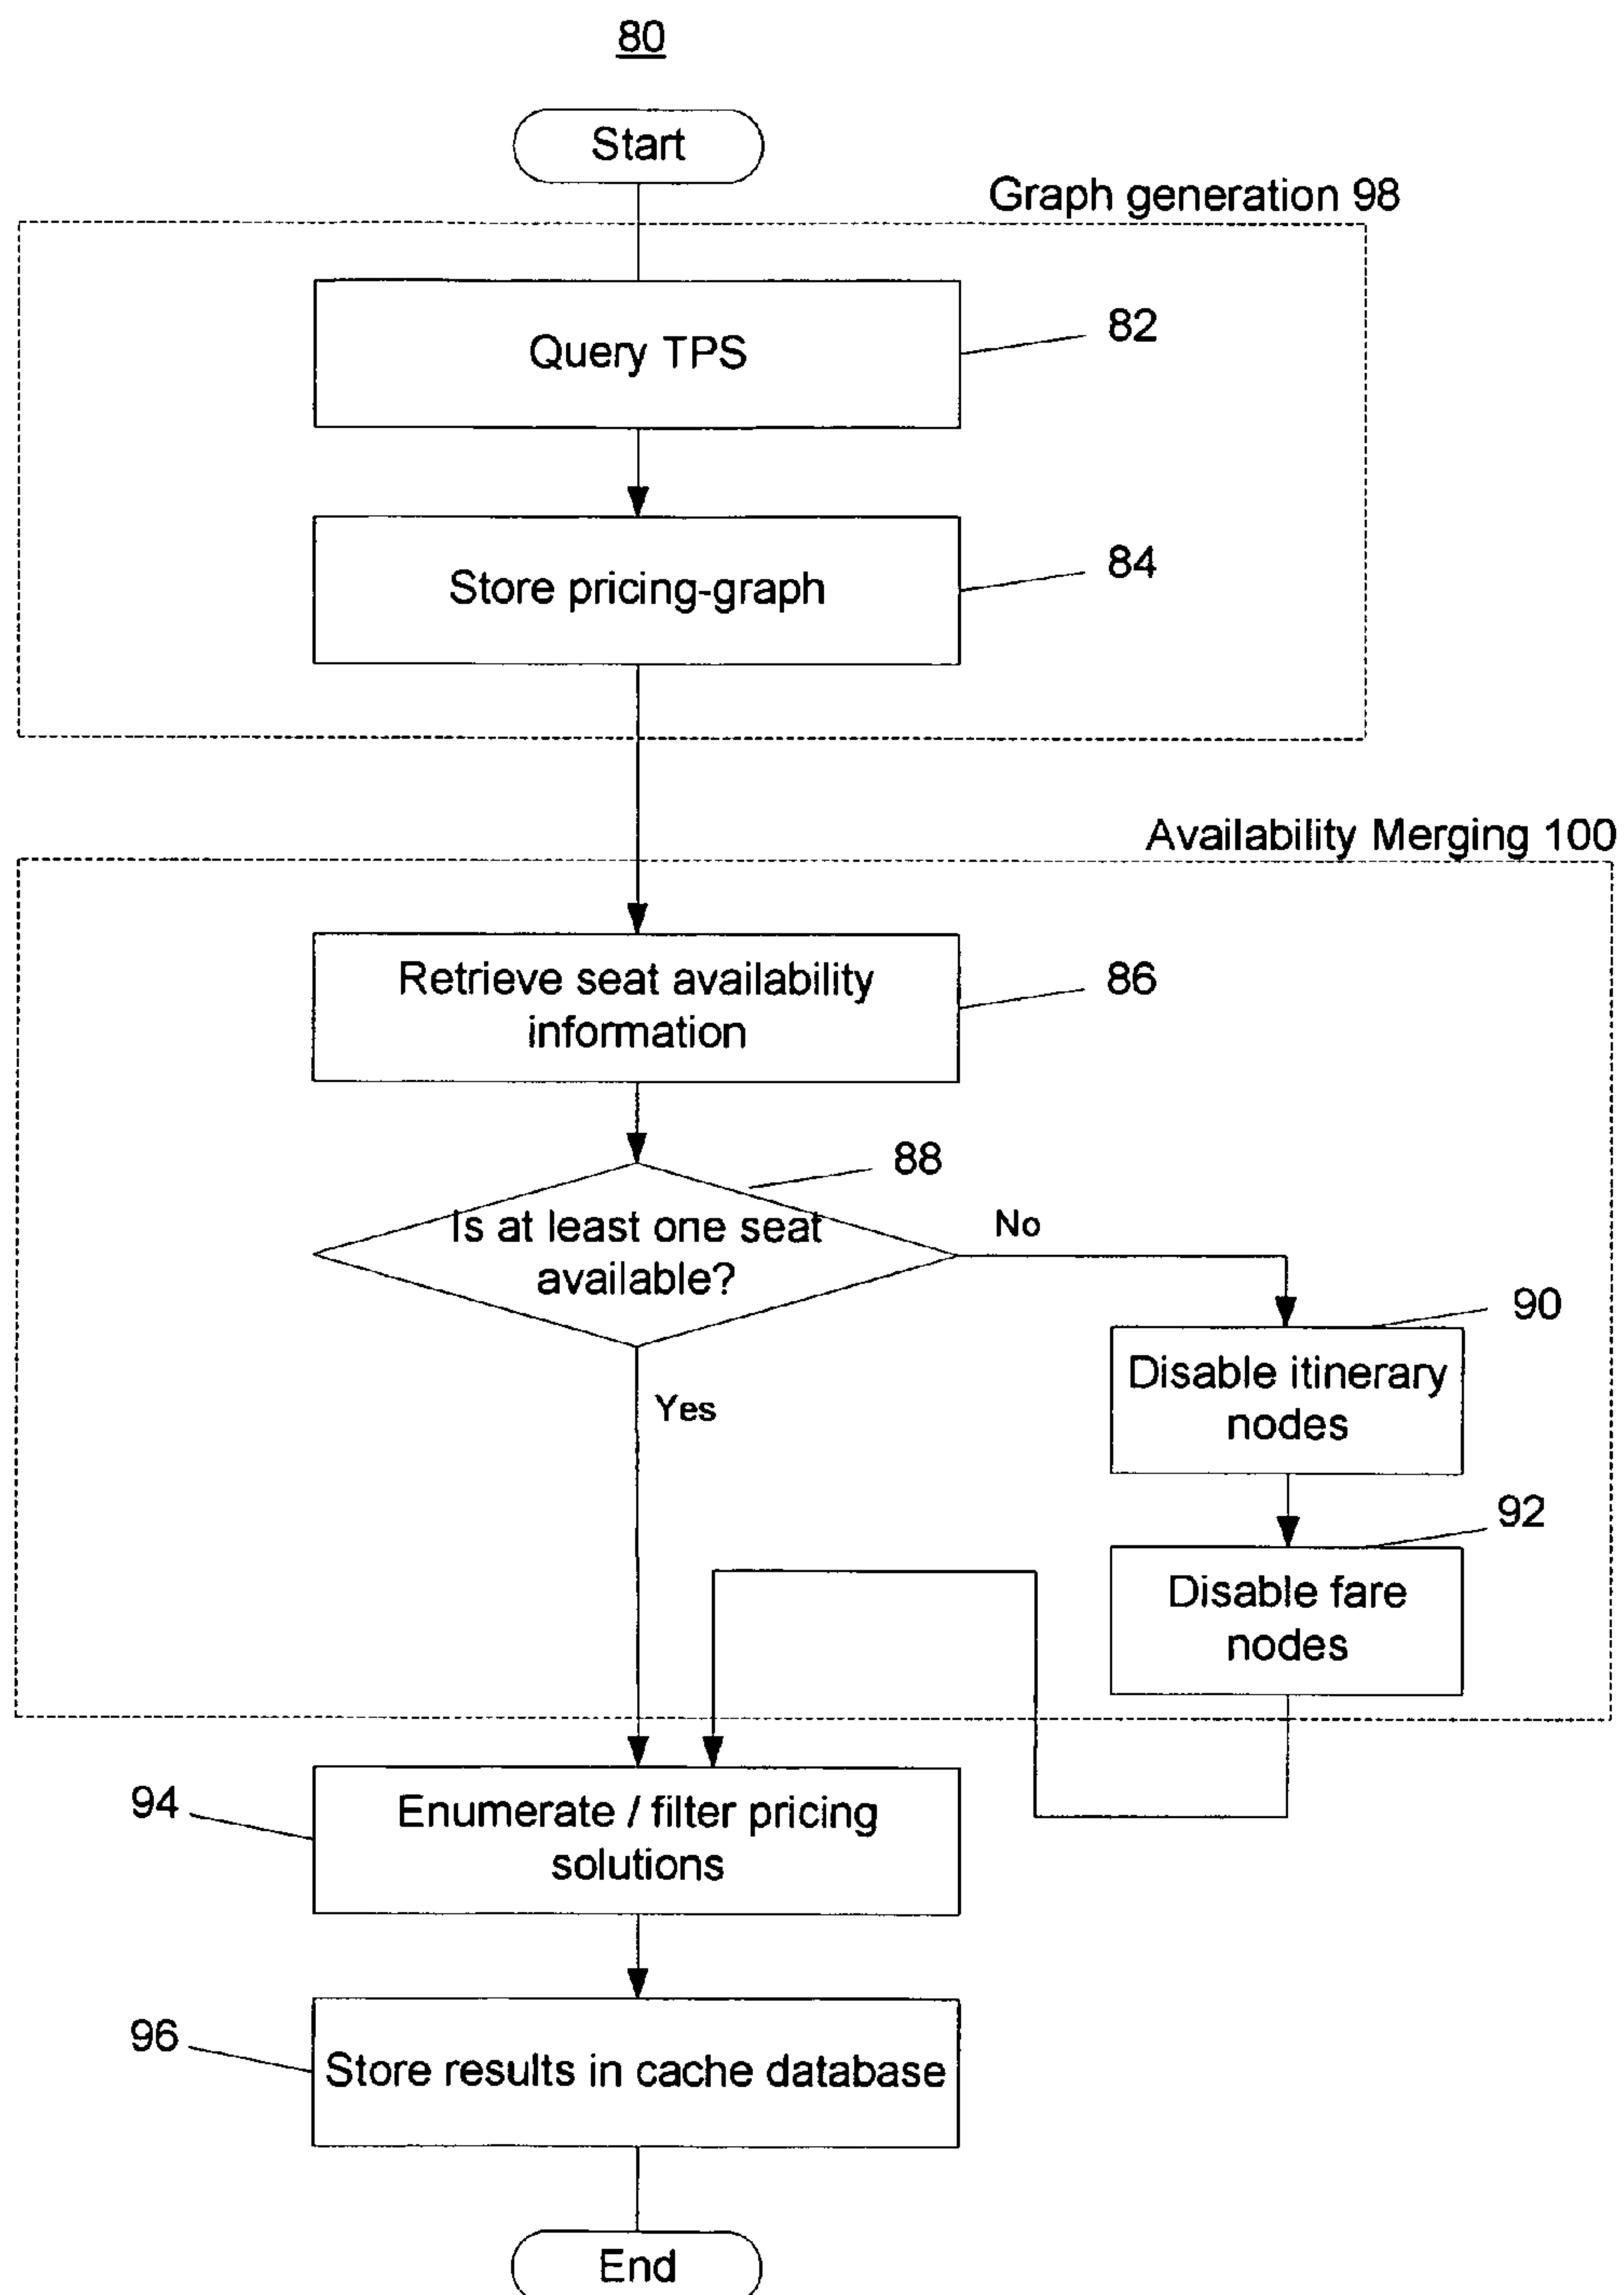 80
Start
Graph generation 98
Query TPS
82
Store pricing-graph
84
Availability Merging 100
Retrieve seat availability
information
86
88
Is at least one seat
available?
No
Yes
90
Disable itinerary
nodes
92
Disable fare
nodes
94
Enumerate / filter pricing
solutions
96
Store results in cache database
End